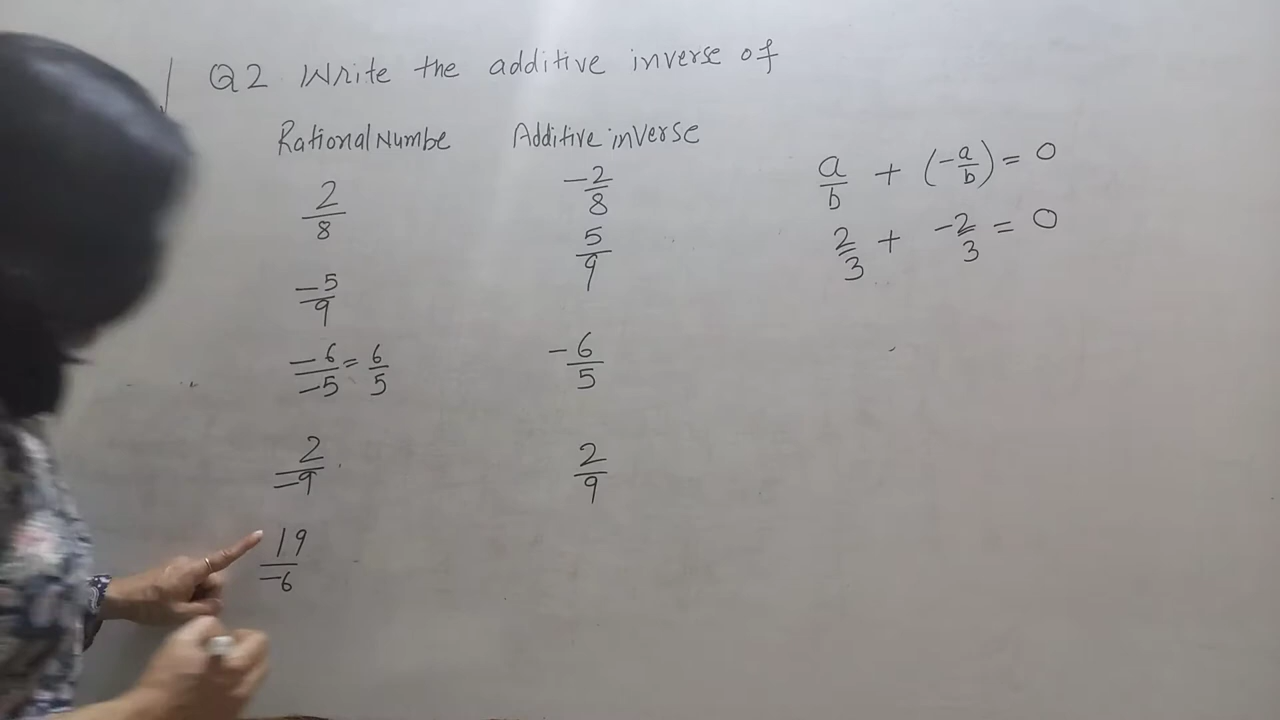 Q2 Write the additive inverse of
Rational Numbe Additive inverse
2/8 -2/8
a/b + (-a/b) = 0
-5/9 5/9
2/3 + -2/3 = 0
-6/-5 = 6/5 -6/5
2/-9 2/9
19/-6